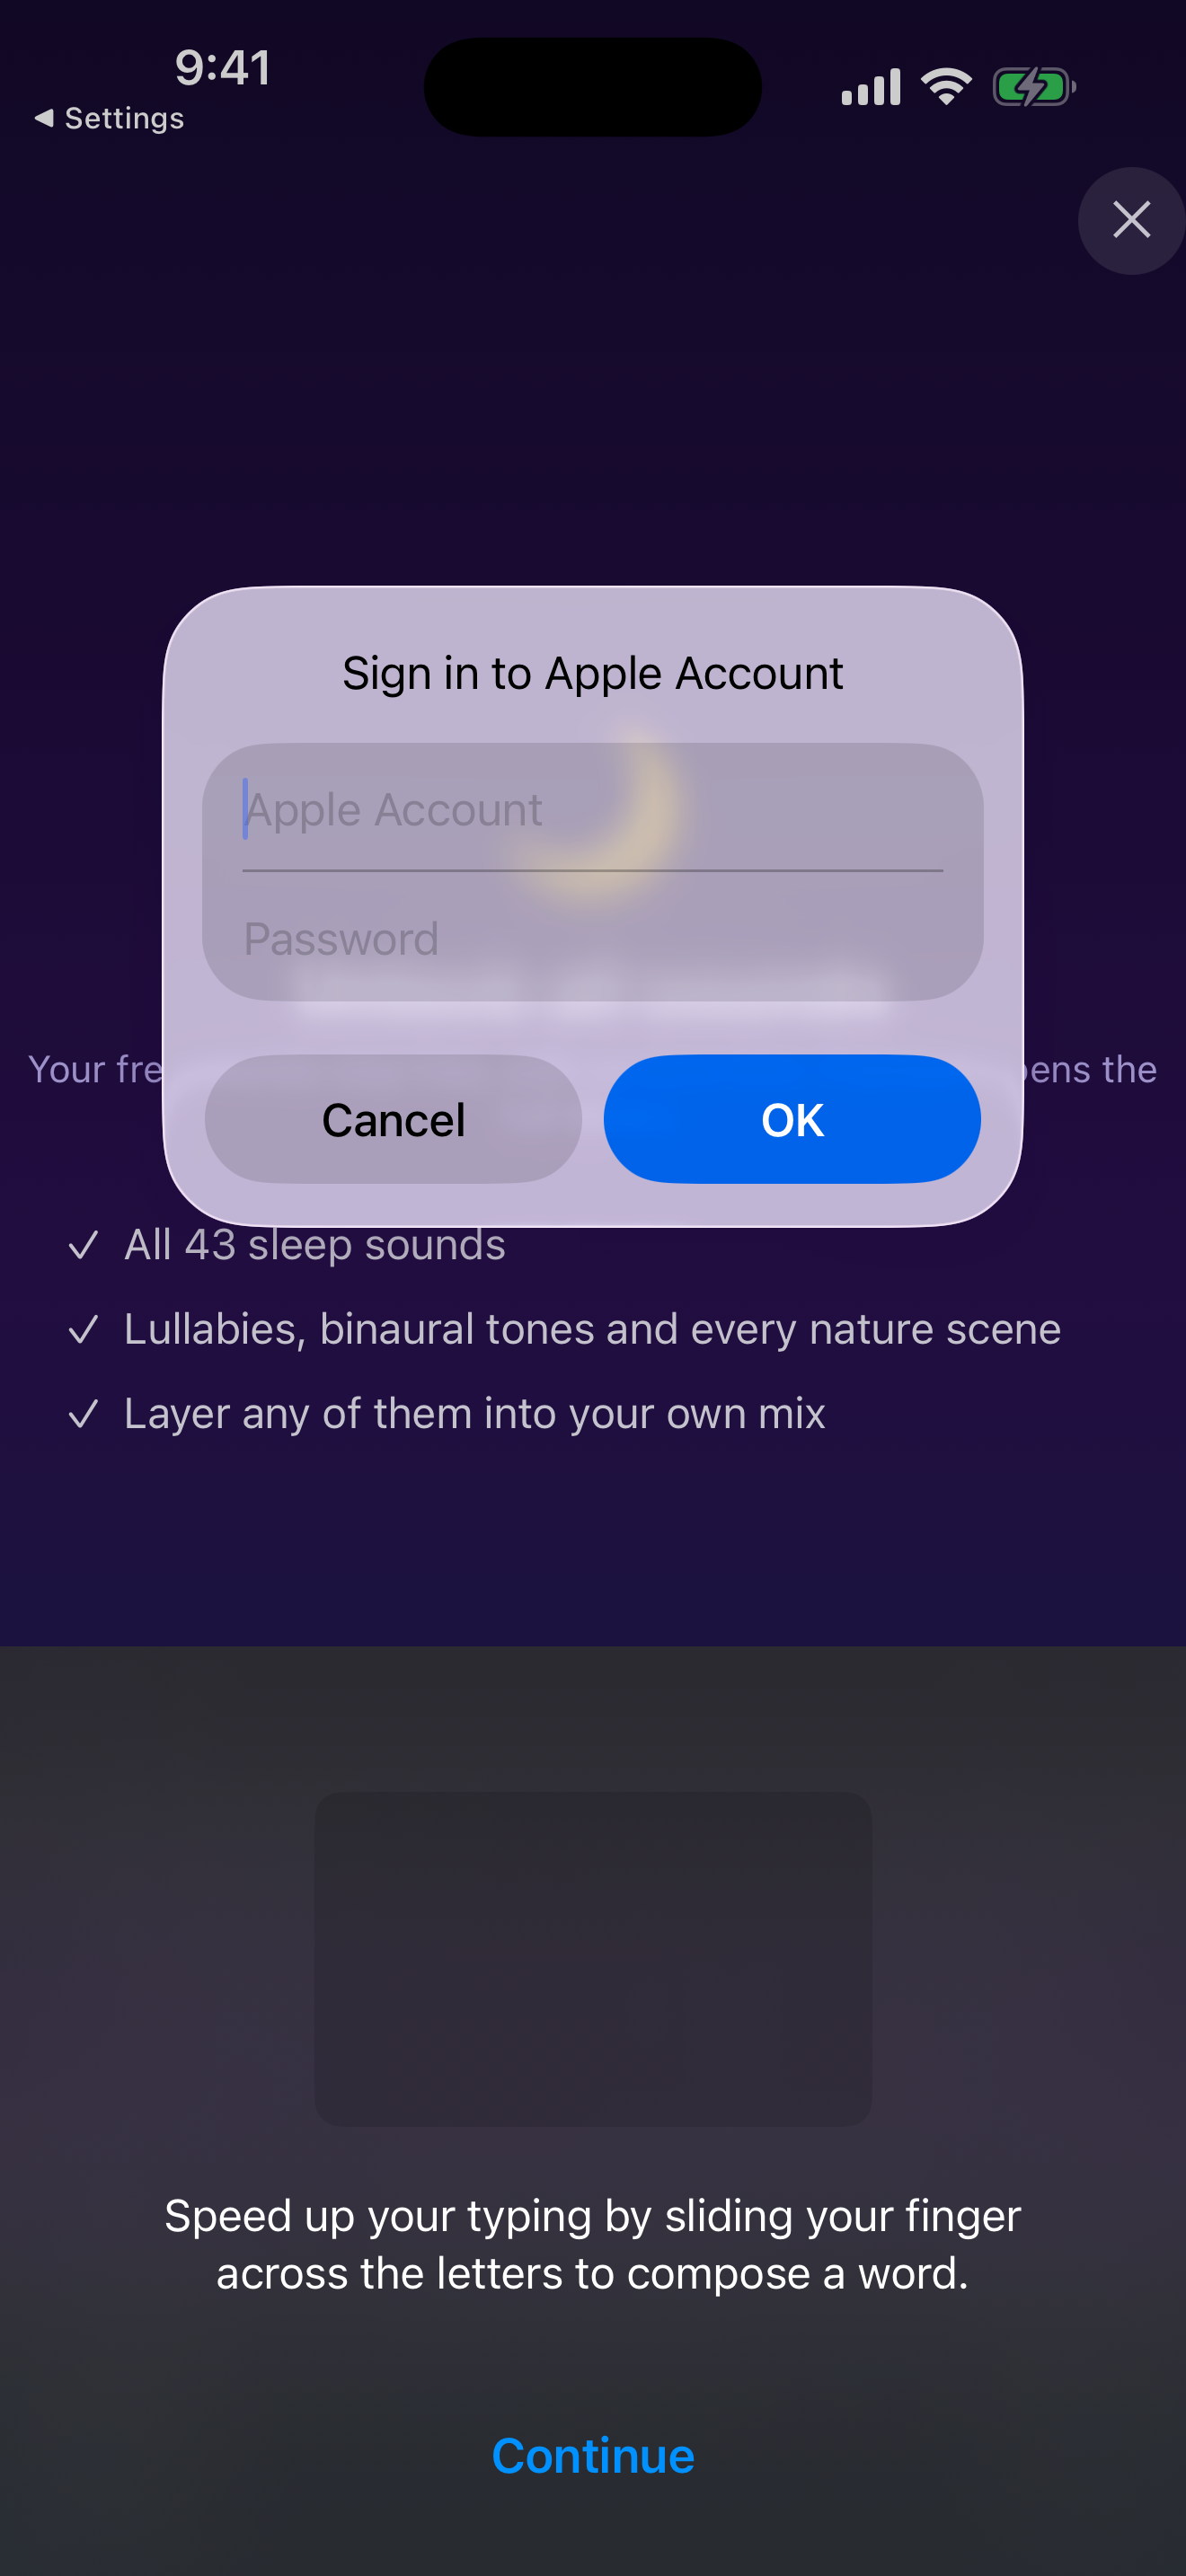 9:41
Settings
Sign in to Apple Account
Apple Account
Password
Your fre
ens the
Cancel
OK
All 43 sleep sounds
Lullabies, binaural tones and every nature scene
Layer any of them into your own mix
Speed up your typing by sliding your finger
across the letters to compose a word.
Continue